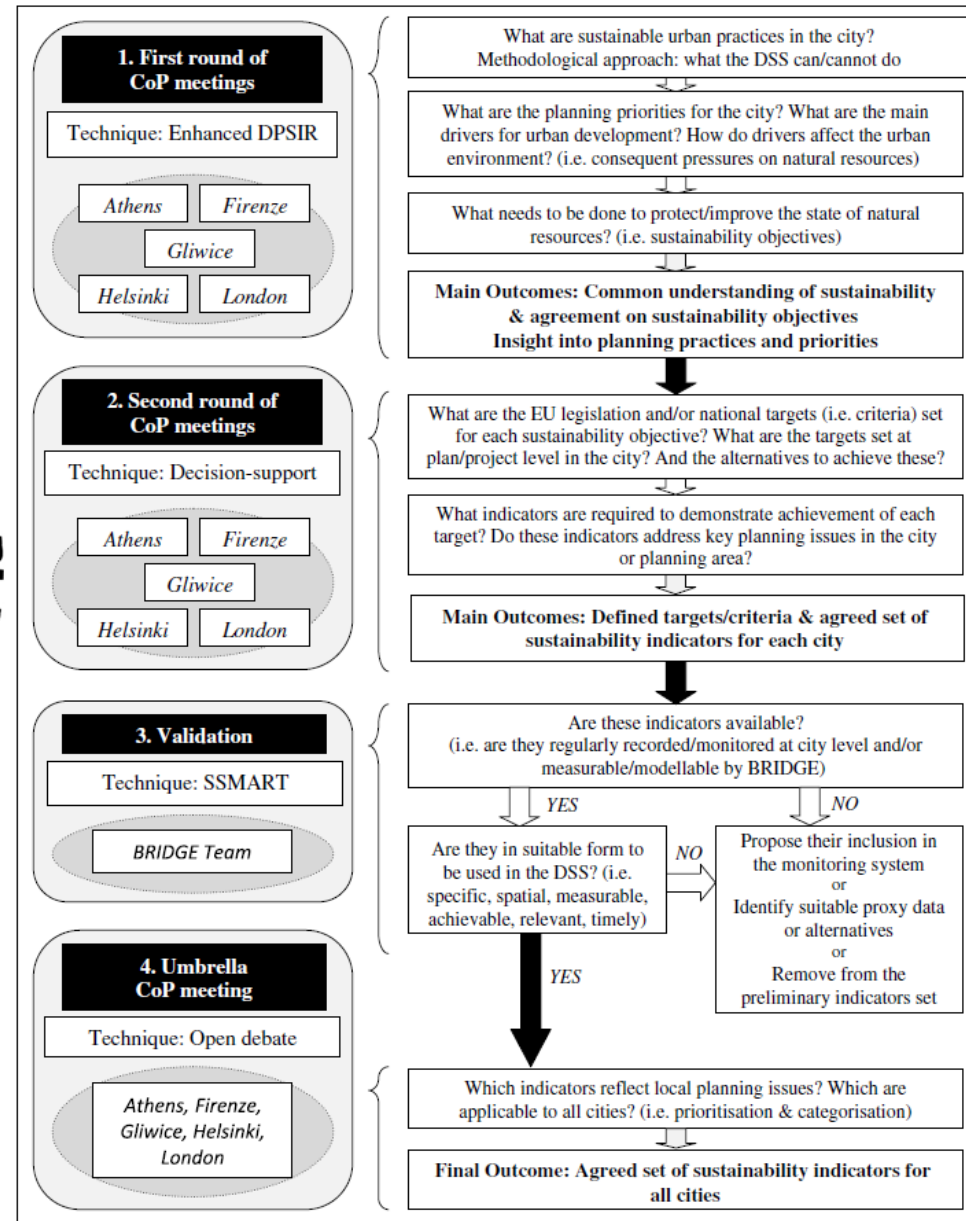 1. First round of
CoP meetings
Technique: Enhanced DPSIR
Athens
Firenze
Gliwice
Helsinki
London
What are sustainable urban practices in the city?
Methodological approach: what the DSS can/cannot do
What are the planning priorities for the city? What are the main
drivers for urban development? How do drivers affect the urban
environment? (i.e. consequent pressures on natural resources)
What needs to be done to protect/improve the state of natural
resources? (i.e. sustainability objectives)
Main Outcomes: Common understanding of sustainability
& agreement on sustainability objectives
Insight into planning practices and priorities
2. Second round of
CoP meetings
Technique: Decision-support
Athens
Firenze
Gliwice
Helsinki
London
What are the EU legislation and/or national targets (i.e. criteria) set
for each sustainability objective? What are the targets set at
plan/project level in the city? And the alternatives to achieve these?
What indicators are required to demonstrate achievement of each
target? Do these indicators address key planning issues in the city
or planning area?
Main Outcomes: Defined targets/criteria & agreed set of
sustainability indicators for each city
3. Validation
Technique: SSMART
BRIDGE Team
Are these indicators available?
(i.e. are they regularly recorded/monitored at city level and/or
measurable/modellable by BRIDGE)
YES
NO
Are they in suitable form to
be used in the DSS? (i.e.
specific, spatial, measurable,
achievable, relevant, timely)
NO
Propose their inclusion in
the monitoring system
or
Identify suitable proxy data
or alternatives
or
Remove from the
preliminary indicators set
YES
4. Umbrella
CoP meeting
Technique: Open debate
Athens, Firenze,
Gliwice, Helsinki,
London
Which indicators reflect local planning issues? Which are
applicable to all cities? (i.e. prioritisation & categorisation)
Final Outcome: Agreed set of sustainability indicators for
all cities